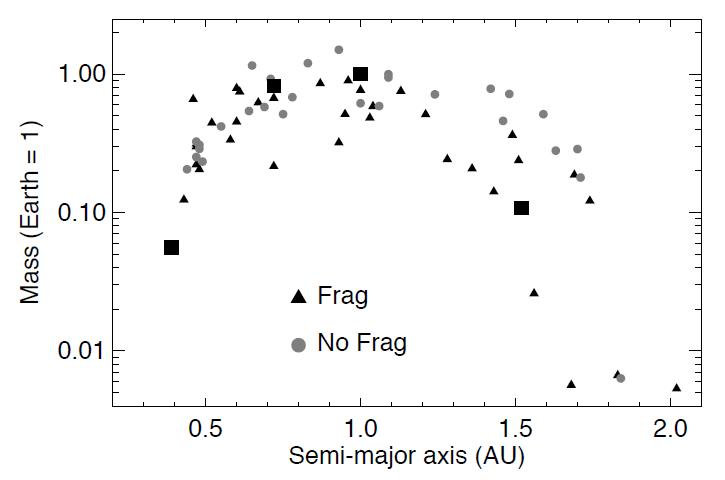 Mass (Earth = 1)
1.00
0.10
0.01
Frag
No Frag
0.5
1.0
1.5
2.0
Semi-major axis (AU)